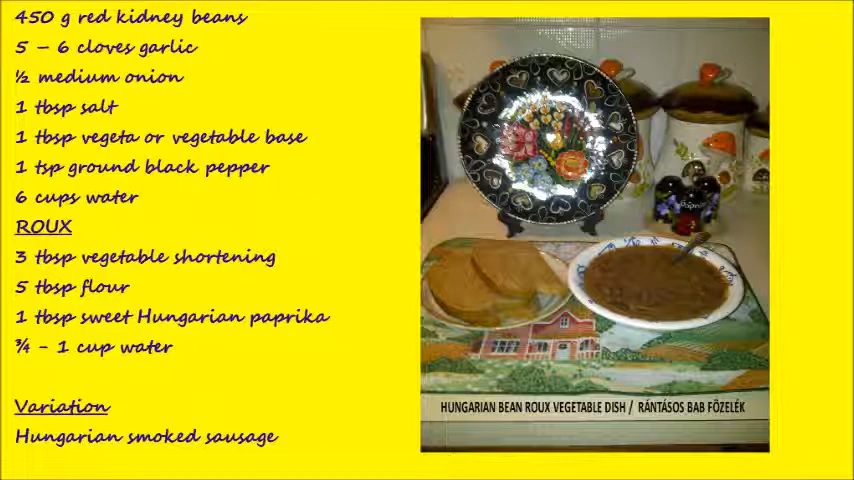 450 g red kidney beans
5 – 6 cloves garlic
½ medium onion
1 tbsp salt
1 tbsp vegeta or vegetable base
1 tsp ground black pepper
6 cups water
ROUX
3 tbsp vegetable shortening
5 tbsp flour
1 tbsp sweet Hungarian paprika
¾ - 1 cup water
Variation
Hungarian smoked sausage
HUNGARIAN BEAN ROUX VEGETABLE DISH / RÁNTÁSOS BAB FŐZELÉK